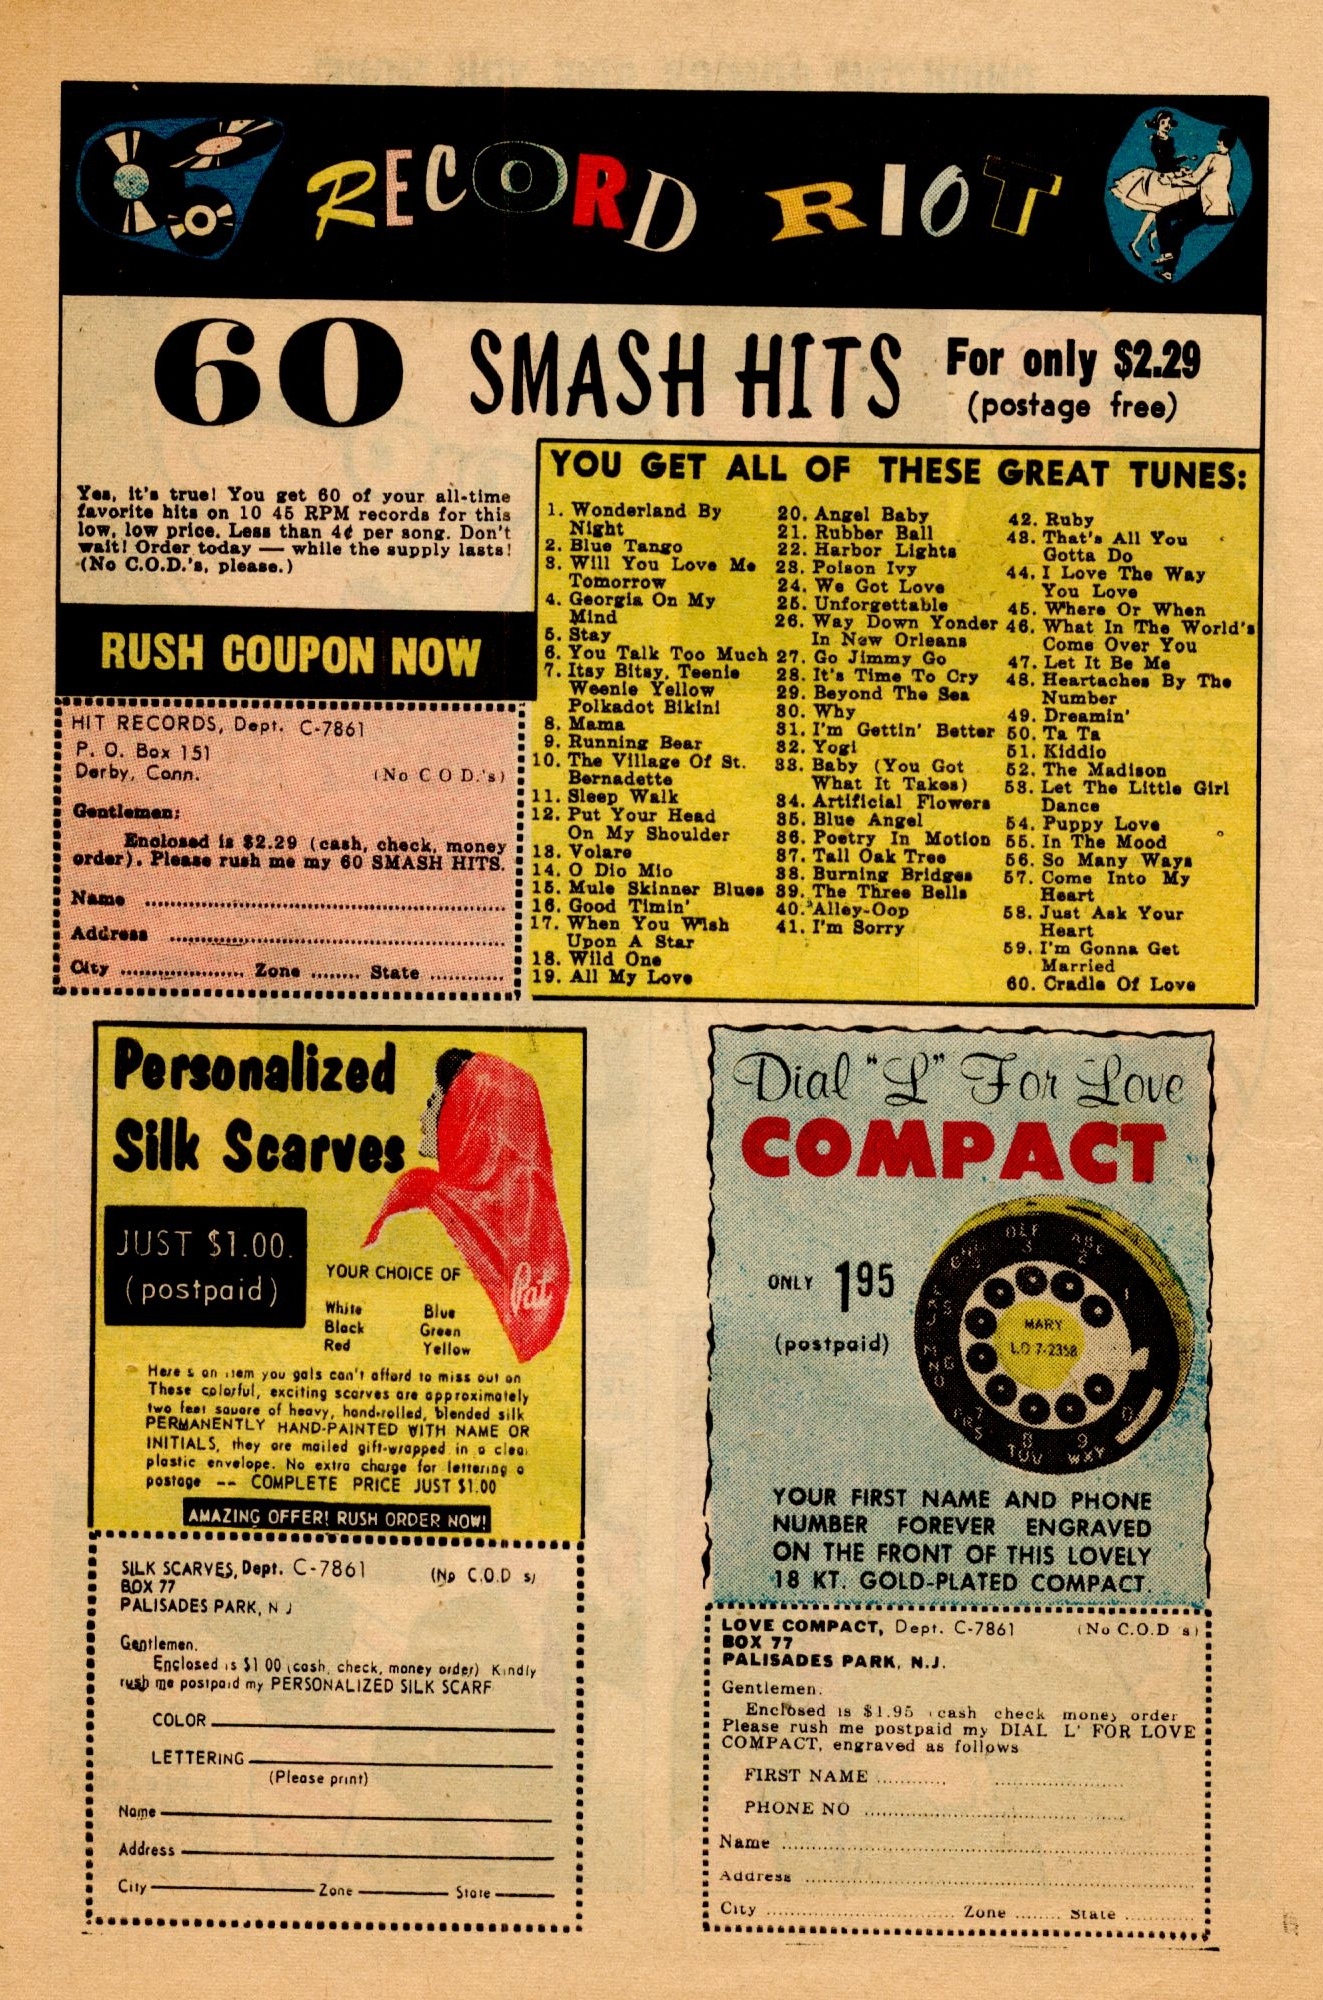 RECORD RIOT
60 SMASH HITS For only $2.29
(postage free)
Yes, it's true! You get 60 of your all-time
favorite hits on 10 45 RPM records for this
low, low price. Less than 4¢ per song. Don't
wait! Order today — while the supply lasts!
(No C.O.D.'s, please.)
RUSH COUPON NOW
HIT RECORDS, Dept. C-7861
P. O. Box 151
Derby, Conn. (No C O D.'s)
Gentlemen:
Enclosed is $2.29 (cash, check, money
order). Please rush me my 60 SMASH HITS.
Name
Address
City Zone State
YOU GET ALL OF THESE GREAT TUNES:
1. Wonderland By
Night
2. Blue Tango
3. Will You Love Me
Tomorrow
4. Georgia On My
Mind
5. Stay
6. You Talk Too Much
7. Itsy Bitsy, Teenie
Weenie Yellow
Polkadot Bikini
8. Mama
9. Running Bear
10. The Village Of St.
Bernadette
11. Sleep Walk
12. Put Your Head
On My Shoulder
13. Volare
14. O Dio Mio
15. Mule Skinner Blues
16. Good Timin'
17. When You Wish
Upon A Star
18. Wild One
19. All My Love
20. Angel Baby
21. Rubber Ball
22. Harbor Lights
23. Poison Ivy
24. We Got Love
25. Unforgettable
26. Way Down Yonder
In New Orleans
27. Go Jimmy Go
28. It's Time To Cry
29. Beyond The Sea
30. Why
31. I'm Gettin' Better
32. Yogi
33. Baby (You Got
What It Takes)
34. Artificial Flowers
35. Blue Angel
36. Poetry In Motion
37. Tall Oak Tree
38. Burning Bridges
39. The Three Bells
40. Alley-Oop
41. I'm Sorry
42. Ruby
43. That's All You
Gotta Do
44. I Love The Way
You Love
45. Where Or When
46. What In The World's
Come Over You
47. Let It Be Me
48. Heartaches By The
Number
49. Dreamin'
50. Ta Ta
51. Kiddio
52. The Madison
53. Let The Little Girl
Dance
54. Puppy Love
55. In The Mood
56. So Many Ways
57. Come Into My
Heart
58. Just Ask Your
Heart
59. I'm Gonna Get
Married
60. Cradle Of Love
Personalized
Silk Scarves
JUST $1.00.
(postpaid)
Pat
YOUR CHOICE OF
White Blue
Black Green
Red Yellow
Here s an item you gals can't afford to miss out on
These colorful, exciting scarves are approximately
two feet square of heavy, hand-rolled, blended silk
PERMANENTLY HAND-PAINTED WITH NAME OR
INITIALS, they are mailed gift-wrapped in a clear
plastic envelope. No extra charge for lettering o
postage -- COMPLETE PRICE JUST $1.00
AMAZING OFFER! RUSH ORDER NOW!
SILK SCARVES, Dept. C-7861 (No C.O.D s)
BOX 77
PALISADES PARK, N J
Gentlemen.
Enclosed is $1 00 (cash, check, money order) Kindly
rush me postpaid my PERSONALIZED SILK SCARF
COLOR
LETTERING
(Please print)
Name
Address
City Zone State
Dial "L" For Love
COMPACT
ONLY 195
(postpaid)
MARY
LO 7-2358
YOUR FIRST NAME AND PHONE
NUMBER FOREVER ENGRAVED
ON THE FRONT OF THIS LOVELY
18 KT. GOLD-PLATED COMPACT.
LOVE COMPACT, Dept. C-7861 (No C.O.D s)
BOX 77
PALISADES PARK, N.J.
Gentlemen.
Enclosed is $1.95 (cash check money order
Please rush me postpaid my DIAL L' FOR LOVE
COMPACT, engraved as follows
FIRST NAME
PHONE NO
Name
Address
City Zone State